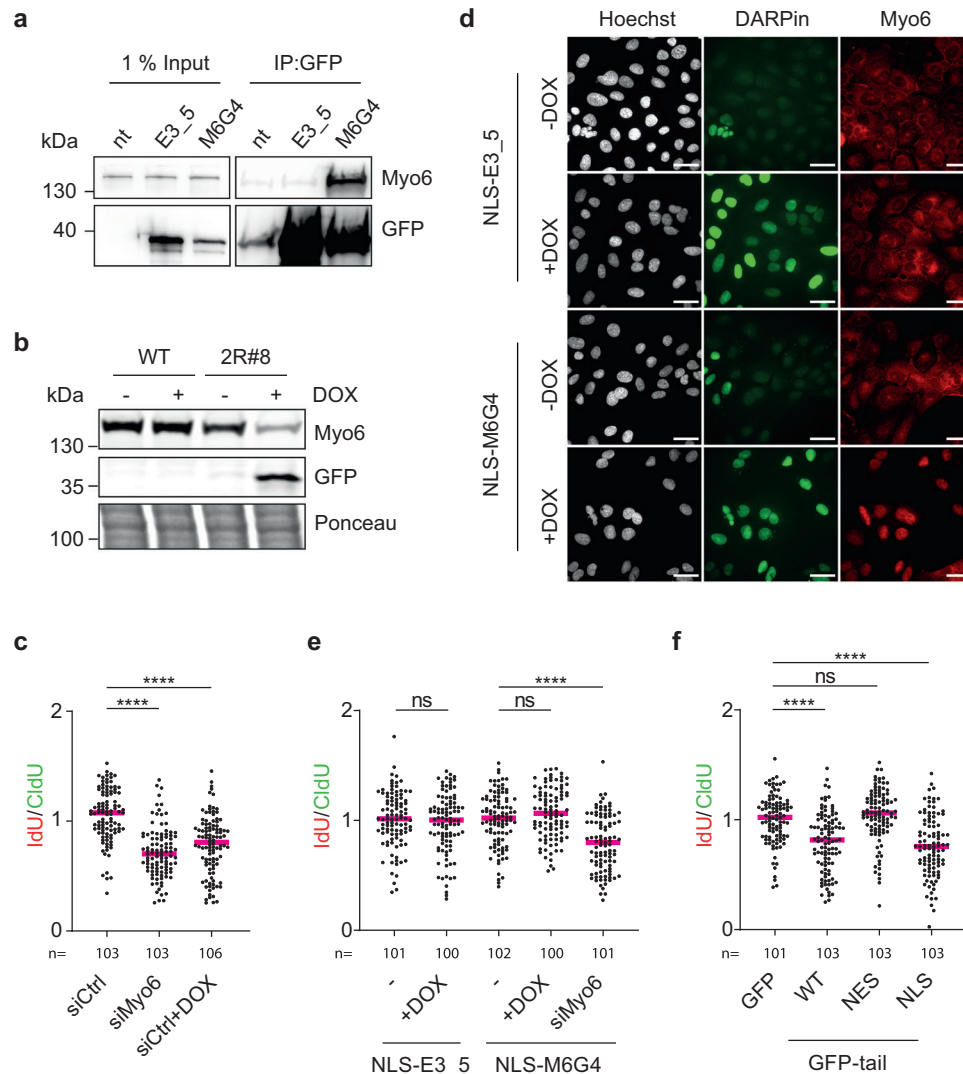 a
1 % Input IP:GFP
kDa nt E3_5 M6G4 nt E3_5 M6G4
130 Myo6
40 GFP
b
WT 2R#8
kDa - + - + DOX
130 Myo6
35 GFP
100 Ponceau
d
Hoechst DARPin Myo6
NLS-E3_5
-DOX
+DOX
NLS-M6G4
-DOX
+DOX
c
**** 
****
2
1
0
IdU/CldU
n= 103 103 106
siCtrl siMyo6 siCtrl+DOX
e
****
ns ns
2
1
0
IdU/CldU
n= 101 100 102 100 101
- +DOX - +DOX siMyo6
NLS-E3 5 NLS-M6G4
f
****
ns
****
2
1
0
IdU/CldU
n= 101 103 103 103
GFP WT NES NLS
GFP-tail